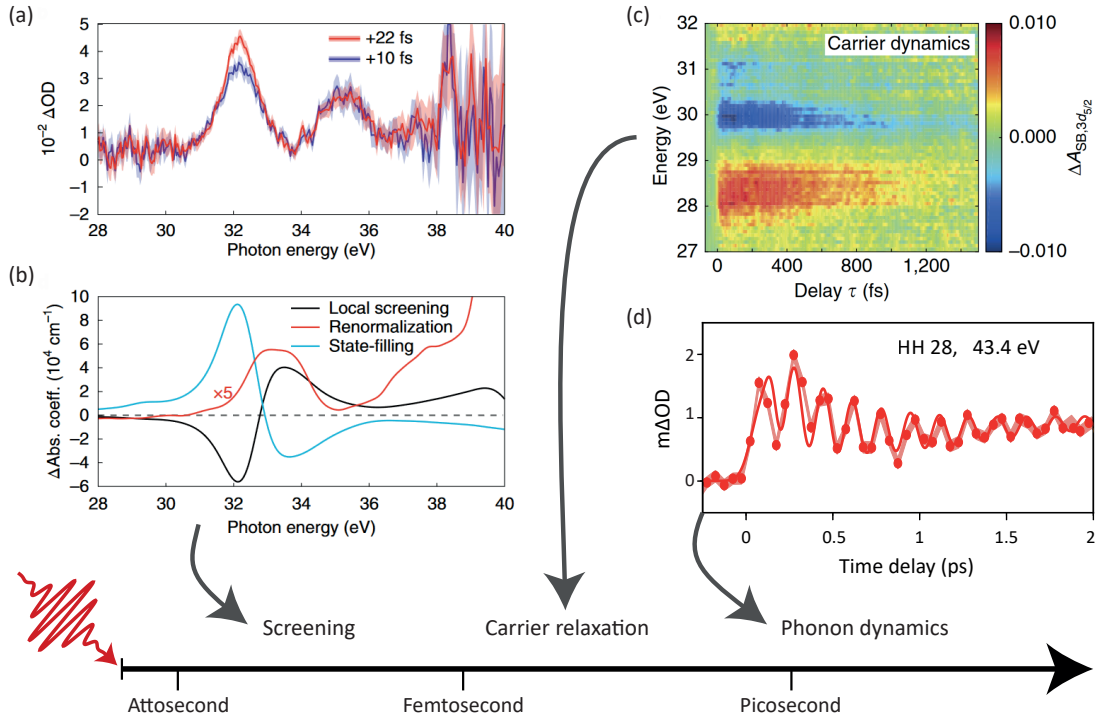 (a)
10⁻² ΔOD
5
4
3
2
1
0
−1
−2
+22 fs
+10 fs
28 30 32 34 36 38 40
Photon energy (eV)
(b)
ΔAbs. coeff. (10⁴ cm⁻¹)
10
8
6
4
2
0
−2
−4
−6
Local screening
Renormalization
State-filling
×5
28 30 32 34 36 38 40
Photon energy (eV)
(c)
Energy (eV)
32
31
30
29
28
27
Carrier dynamics
0 400 800 1,200
Delay τ (fs)
0.010
0.000
−0.010
ΔA_SB,3d_5/2
(d)
HH 28, 43.4 eV
mΔOD
2
1
0
0 0.5 1 1.5 2
Time delay (ps)
Screening
Carrier relaxation
Phonon dynamics
Attosecond
Femtosecond
Picosecond